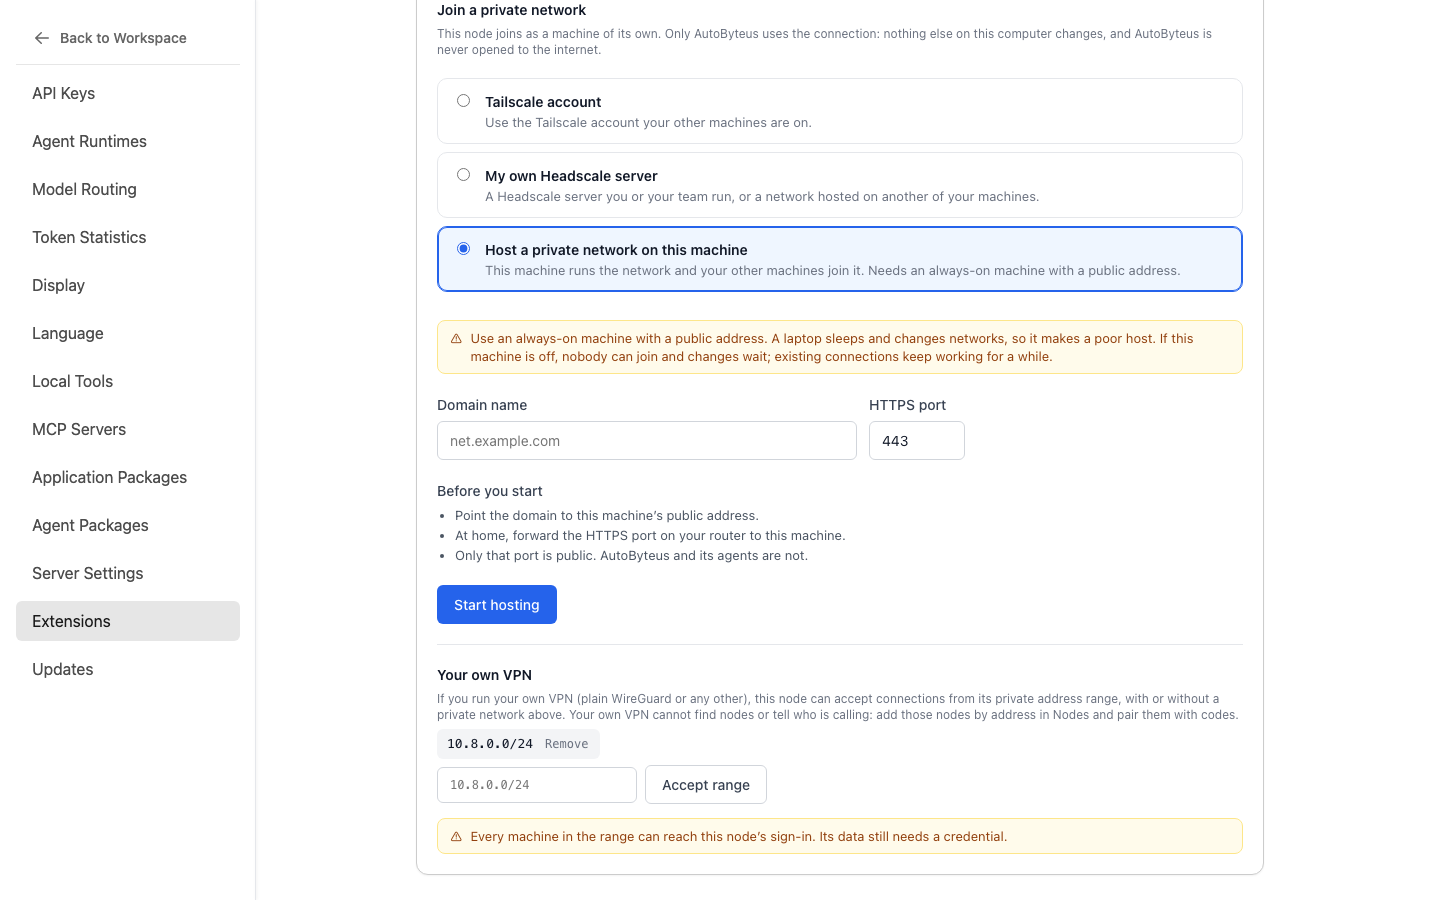 Back to Workspace
API Keys
Agent Runtimes
Model Routing
Token Statistics
Display
Language
Local Tools
MCP Servers
Application Packages
Agent Packages
Server Settings
Extensions
Updates
Join a private network
This node joins as a machine of its own. Only AutoByteus uses the connection: nothing else on this computer changes, and AutoByteus is
never opened to the internet.
Tailscale account
Use the Tailscale account your other machines are on.
My own Headscale server
A Headscale server you or your team run, or a network hosted on another of your machines.
Host a private network on this machine
This machine runs the network and your other machines join it. Needs an always-on machine with a public address.
Use an always-on machine with a public address. A laptop sleeps and changes networks, so it makes a poor host. If this
machine is off, nobody can join and changes wait; existing connections keep working for a while.
Domain name
HTTPS port
net.example.com
443
Before you start
• Point the domain to this machine’s public address.
• At home, forward the HTTPS port on your router to this machine.
• Only that port is public. AutoByteus and its agents are not.
Start hosting
Your own VPN
If you run your own VPN (plain WireGuard or any other), this node can accept connections from its private address range, with or without a
private network above. Your own VPN cannot find nodes or tell who is calling: add those nodes by address in Nodes and pair them with codes.
10.8.0.0/24 Remove
10.8.0.0/24
Accept range
Every machine in the range can reach this node’s sign-in. Its data still needs a credential.